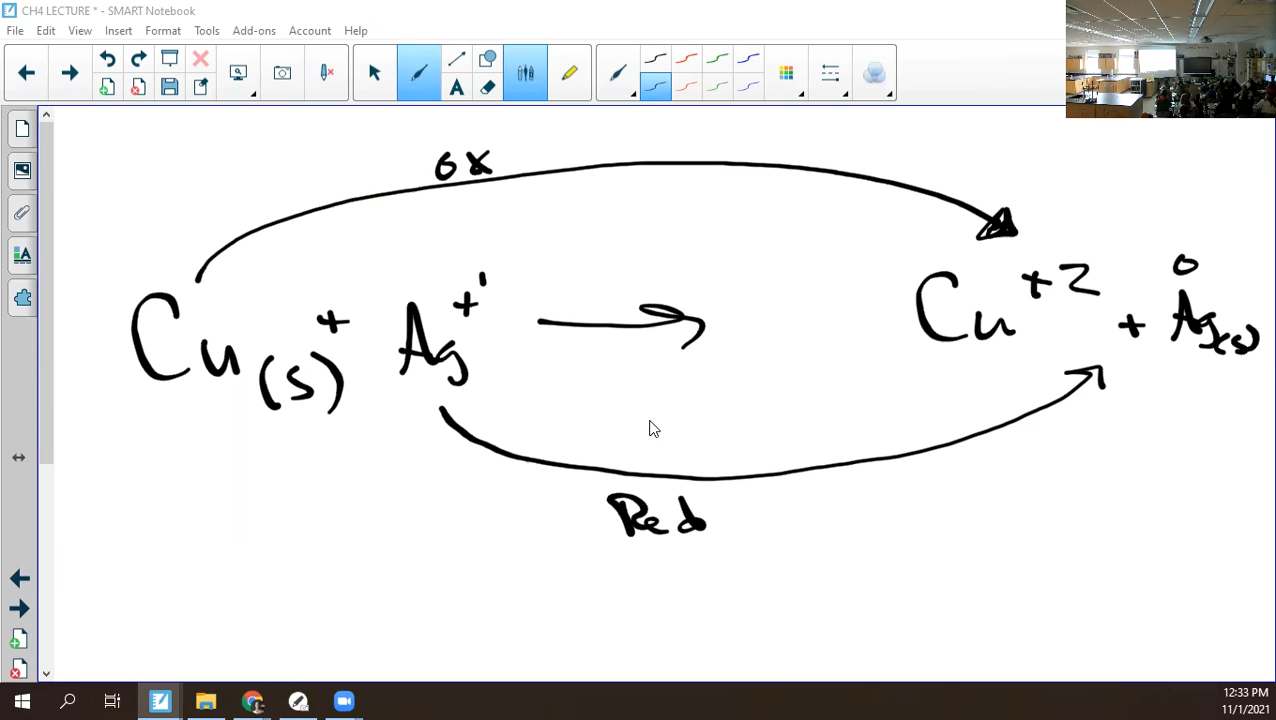 CH4 LECTURE * - SMART Notebook
File Edit View Insert Format Tools Add-ons Account Help
OX
Cu(s) + Ag+1 → Cu+2 + Ag(s) 0
Red
12:33 PM
11/1/2021